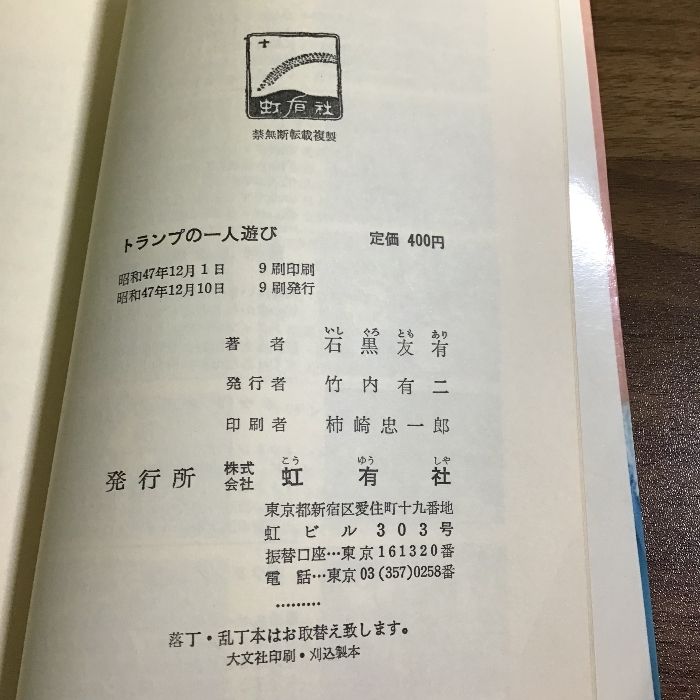 虹有社
禁無断転載複製
トランプの一人遊び 定価 400円
昭和47年12月1日 9刷印刷
昭和47年12月10日 9刷発行
いし ぐろ とも あり
著者 石黒友有
発行者 竹内有二
印刷者 柿崎忠一郎
こう ゆう しや
発行所 株式会社 虹有社
東京都新宿区愛住町十九番地
虹ビル303号
振替口座…東京161320番
電話…東京03(357)0258番
………
落丁・乱丁本はお取替え致します。
大文社印刷・刈込製本